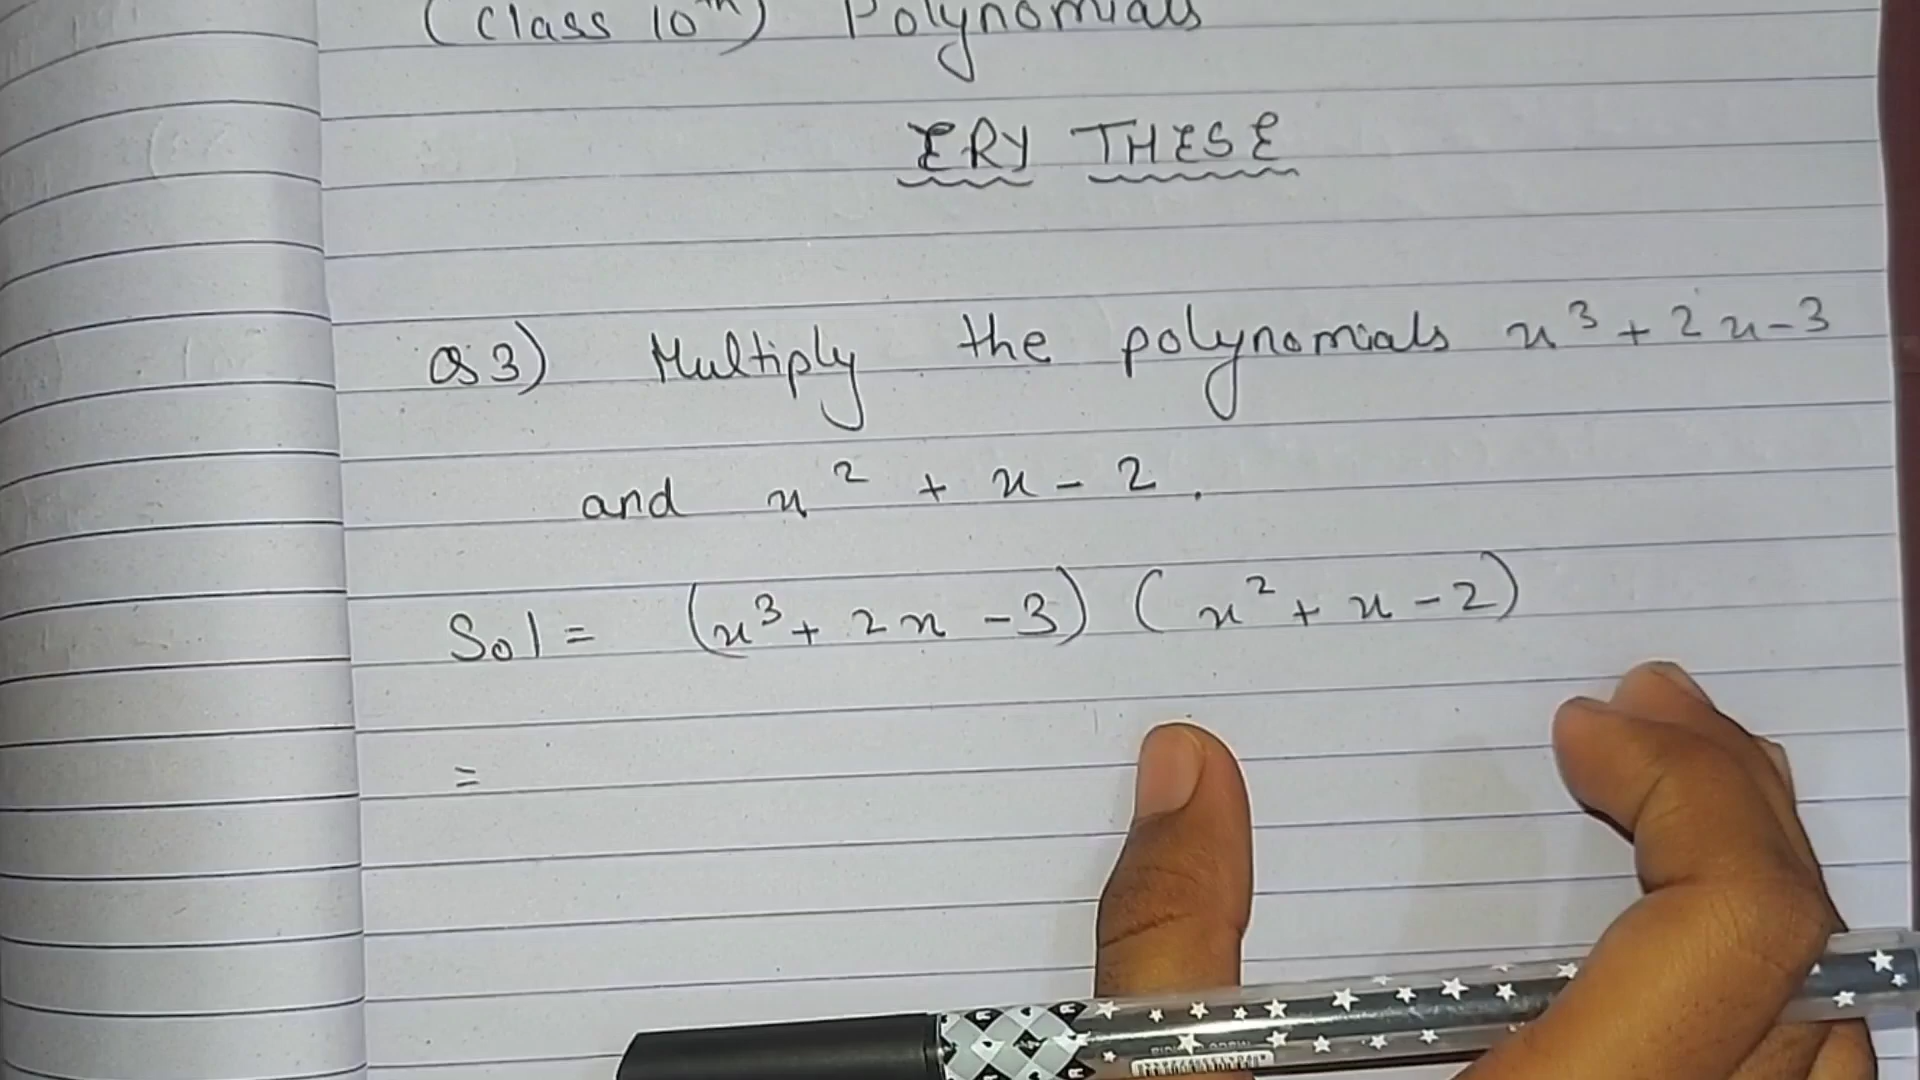 (Class 10th) Polynomials
TRY THESE
Q 3) Multiply the polynomials x³ + 2x - 3
and x² + x - 2.
Sol = (x³ + 2x - 3) (x² + x - 2)
=